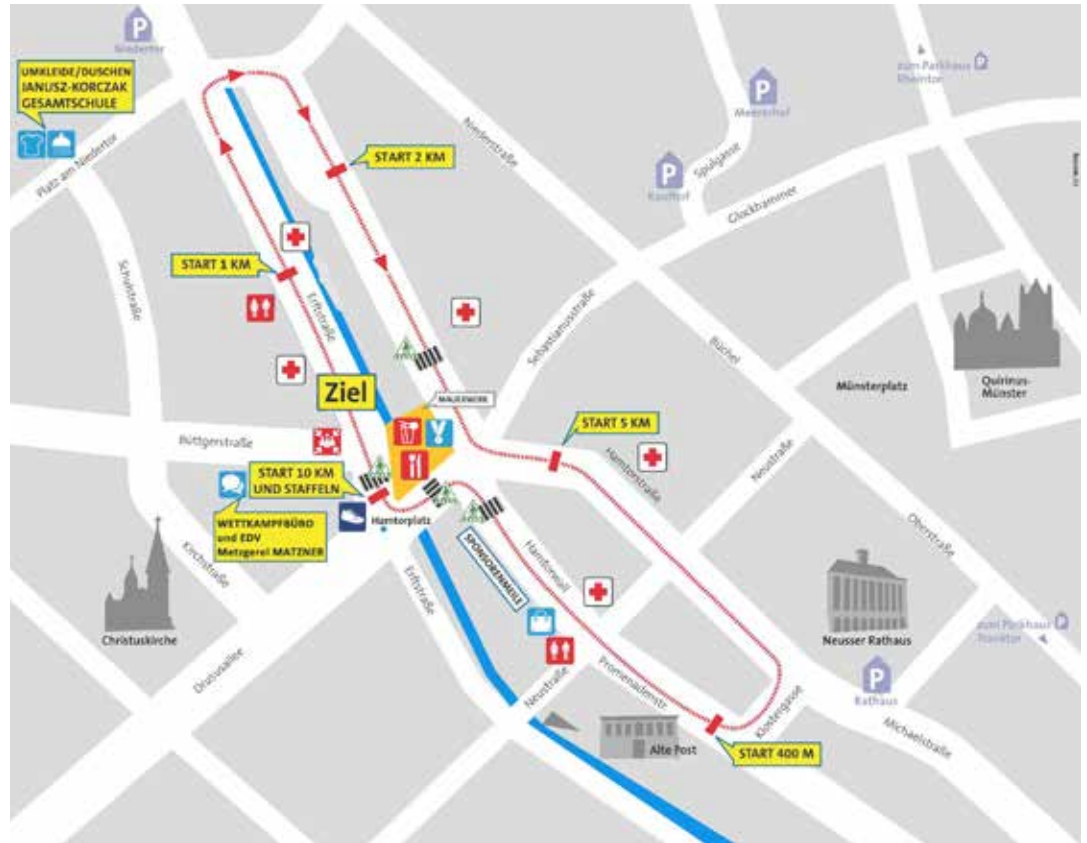 P
Niedertor
UMKLEIDE/DUSCHEN
JANUSZ-KORCZAK
GESAMTSCHULE
Platz am Niedertor
START 2 KM
Niederstraße
P
Meererhof
zum Parkhaus P
Rheintor
P
Kaufhof
Spulgasse
Glockhammer
START 1 KM
Schulstraße
Erftstraße
Sebastianusstraße
Büchel
Münsterplatz
Quirinus-
Münster
Ziel
MAUERWERK
Büttgerstraße
START 5 KM
Hamtorstraße
Neustraße
START 10 KM
UND STAFFELN
Hamtorplatz
WETTKAMPFBÜRO
und EDV
Metzgerei MATZNER
Kirchstraße
Christuskirche
Drususallee
Erftstraße
SPONSORENMEILE
Hamtorwall
Oberstraße
Neusser Rathaus
zum Parkhaus P
Tranktor
Neustraße
Promenadenstr.
Alte Post
START 400 M
Klostergasse
P
Rathaus
Michaelstraße